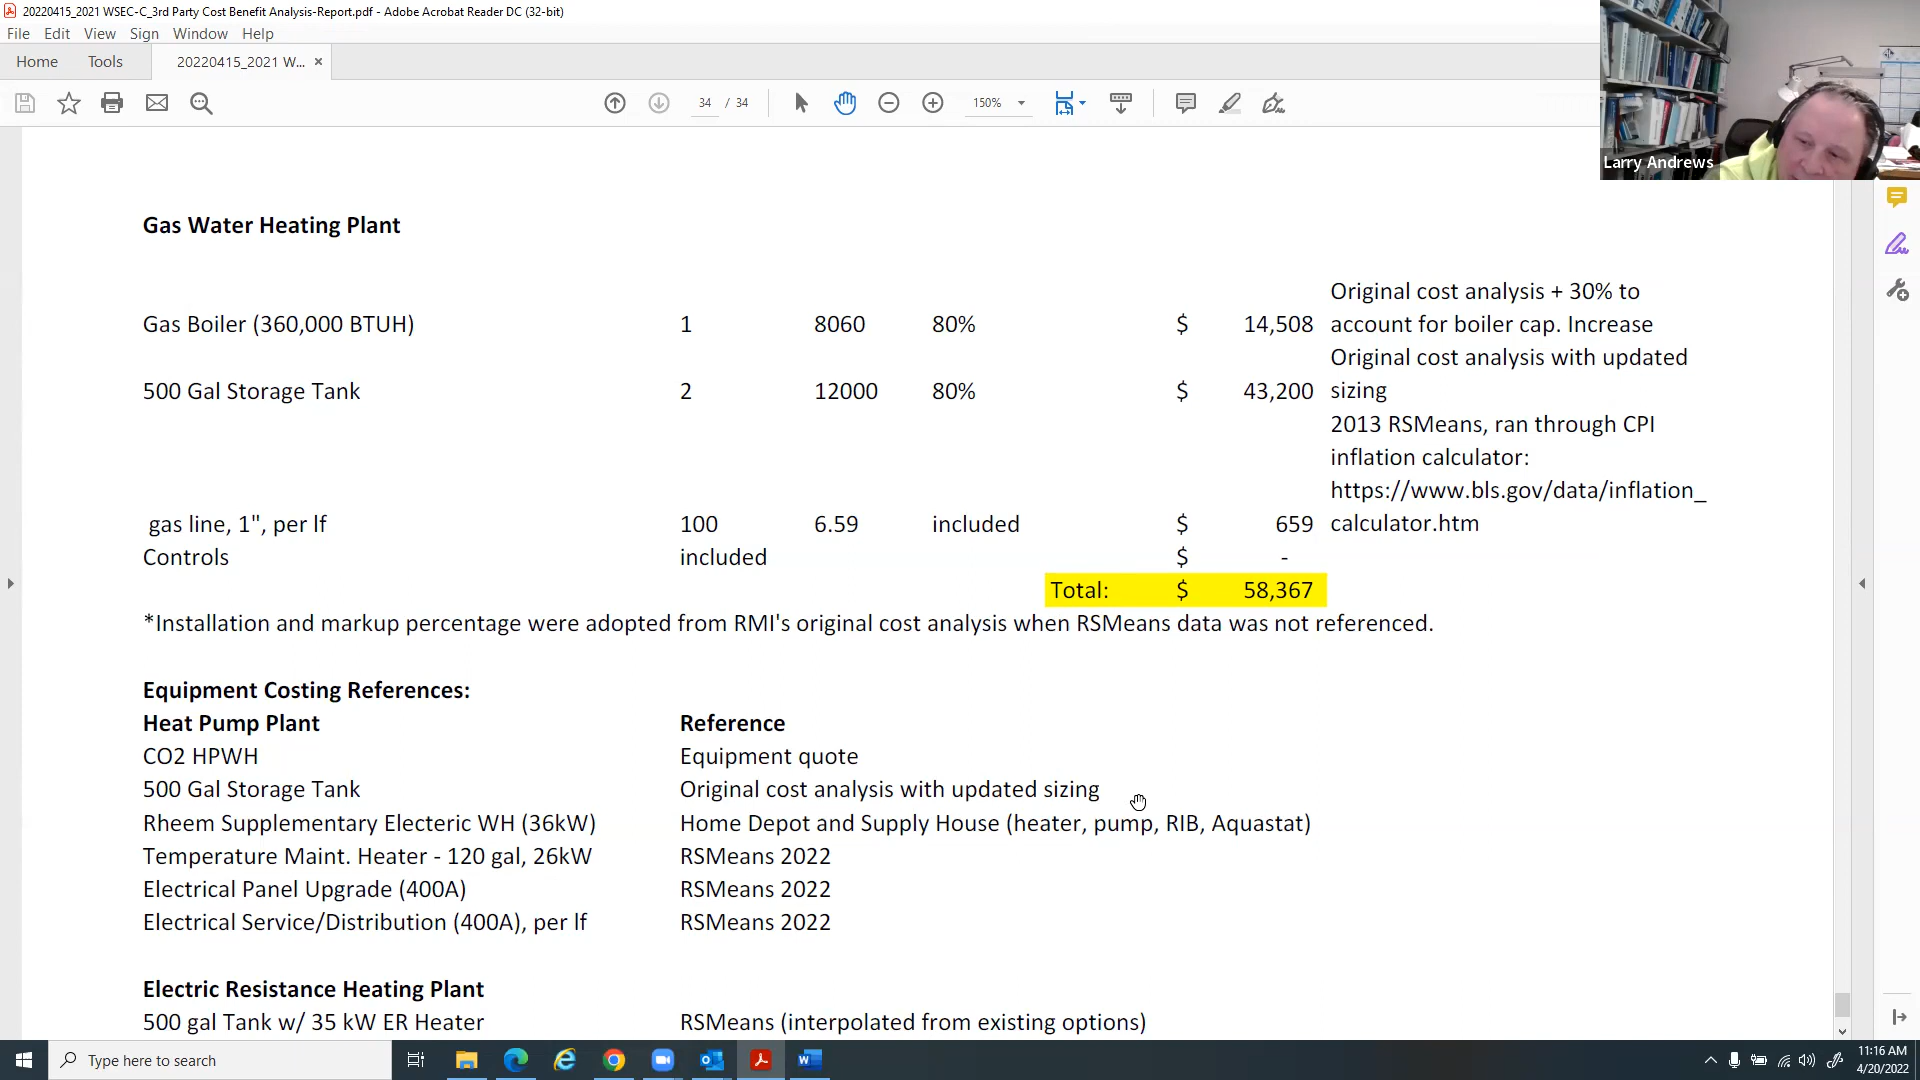 20220415_2021 WSEC-C_3rd Party Cost Benefit Analysis-Report.pdf - Adobe Acrobat Reader DC (32-bit)
File Edit View Sign Window Help
Home Tools 20220415_2021 W... ×
34 / 34 150%
Larry Andrews
Gas Water Heating Plant
Original cost analysis + 30% to
Gas Boiler (360,000 BTUH) 1 8060 80% $ 14,508 account for boiler cap. Increase
Original cost analysis with updated
500 Gal Storage Tank 2 12000 80% $ 43,200 sizing
2013 RSMeans, ran through CPI
inflation calculator:
https://www.bls.gov/data/inflation_
gas line, 1", per lf 100 6.59 included $ 659 calculator.htm
Controls included $ -
Total: $ 58,367
*Installation and markup percentage were adopted from RMI's original cost analysis when RSMeans data was not referenced.
Equipment Costing References:
Heat Pump Plant Reference
CO2 HPWH Equipment quote
500 Gal Storage Tank Original cost analysis with updated sizing
Rheem Supplementary Electeric WH (36kW) Home Depot and Supply House (heater, pump, RIB, Aquastat)
Temperature Maint. Heater - 120 gal, 26kW RSMeans 2022
Electrical Panel Upgrade (400A) RSMeans 2022
Electrical Service/Distribution (400A), per lf RSMeans 2022
Electric Resistance Heating Plant
500 gal Tank w/ 35 kW ER Heater RSMeans (interpolated from existing options)
Type here to search
11:16 AM
4/20/2022